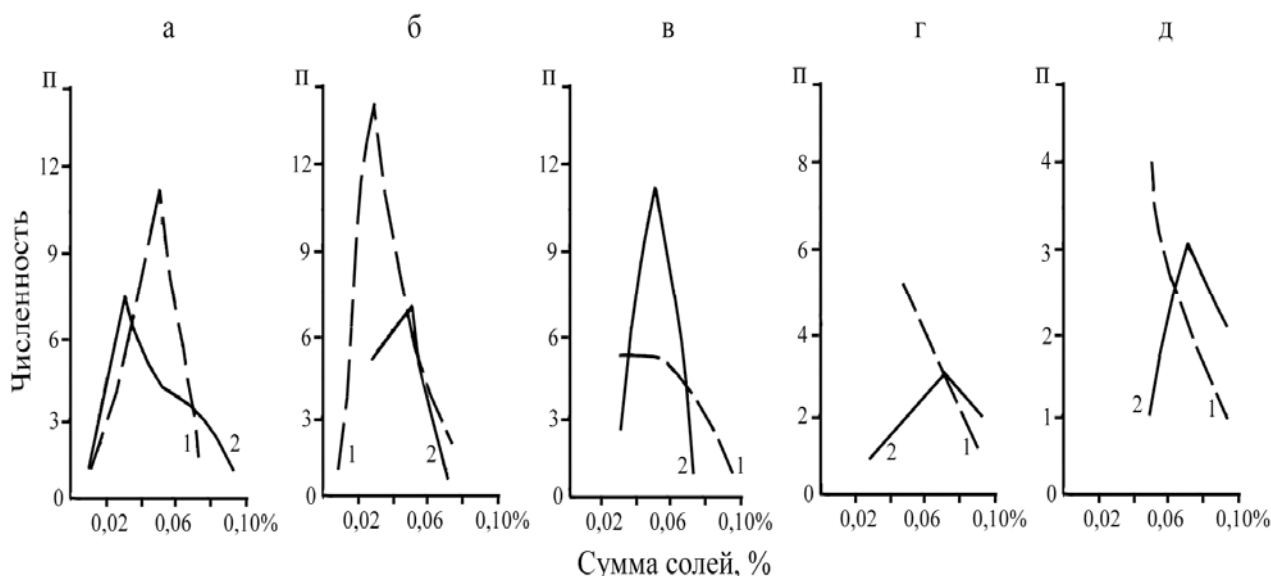 а б в г д
п п п п п
12 12 12 8 4
9 9 9 6 3
6 6 6 4 2
3 3 3 2 1
0 0 0 0 0
1 2 1 2 2 1 2 1 2 1
0,02 0,06 0,10% 0,02 0,06 0,10% 0,02 0,06 0,10% 0,02 0,06 0,10% 0,02 0,06 0,10%
Численность
Сумма солей, %